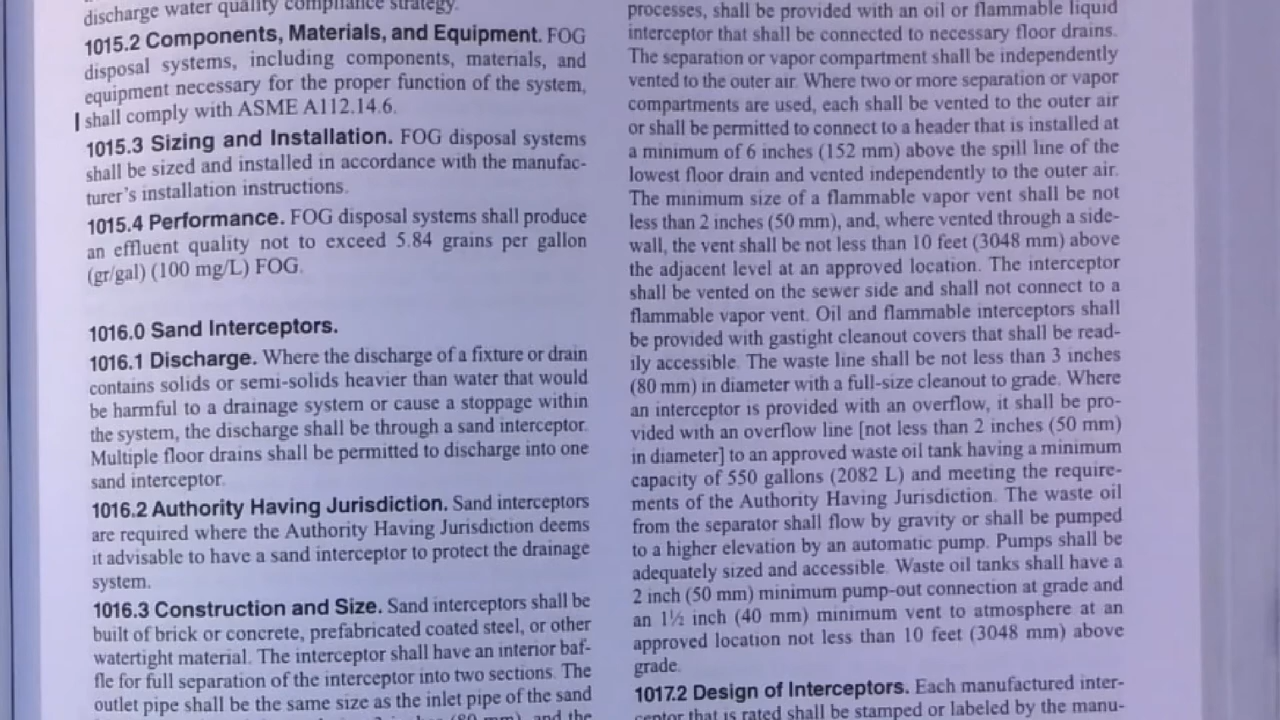 discharge water quality compliance strategy.
1015.2 Components, Materials, and Equipment. FOG
disposal systems, including components, materials, and
equipment necessary for the proper function of the system,
shall comply with ASME A112.14.6.
1015.3 Sizing and Installation. FOG disposal systems
shall be sized and installed in accordance with the manufac-
turer's installation instructions.
1015.4 Performance. FOG disposal systems shall produce
an effluent quality not to exceed 5.84 grains per gallon
(gr/gal) (100 mg/L) FOG.
1016.0 Sand Interceptors.
1016.1 Discharge. Where the discharge of a fixture or drain
contains solids or semi-solids heavier than water that would
be harmful to a drainage system or cause a stoppage within
the system, the discharge shall be through a sand interceptor.
Multiple floor drains shall be permitted to discharge into one
sand interceptor.
1016.2 Authority Having Jurisdiction. Sand interceptors
are required where the Authority Having Jurisdiction deems
it advisable to have a sand interceptor to protect the drainage
system.
1016.3 Construction and Size. Sand interceptors shall be
built of brick or concrete, prefabricated coated steel, or other
watertight material. The interceptor shall have an interior baf-
fle for full separation of the interceptor into two sections. The
outlet pipe shall be the same size as the inlet pipe of the sand
(80 mm), and the
processes, shall be provided with an oil or flammable liquid
interceptor that shall be connected to necessary floor drains.
The separation or vapor compartment shall be independently
vented to the outer air. Where two or more separation or vapor
compartments are used, each shall be vented to the outer air
or shall be permitted to connect to a header that is installed at
a minimum of 6 inches (152 mm) above the spill line of the
lowest floor drain and vented independently to the outer air.
The minimum size of a flammable vapor vent shall be not
less than 2 inches (50 mm), and, where vented through a side-
wall, the vent shall be not less than 10 feet (3048 mm) above
the adjacent level at an approved location. The interceptor
shall be vented on the sewer side and shall not connect to a
flammable vapor vent. Oil and flammable interceptors shall
be provided with gastight cleanout covers that shall be read-
ily accessible. The waste line shall be not less than 3 inches
(80 mm) in diameter with a full-size cleanout to grade. Where
an interceptor is provided with an overflow, it shall be pro-
vided with an overflow line [not less than 2 inches (50 mm)
in diameter] to an approved waste oil tank having a minimum
capacity of 550 gallons (2082 L) and meeting the require-
ments of the Authority Having Jurisdiction. The waste oil
from the separator shall flow by gravity or shall be pumped
to a higher elevation by an automatic pump. Pumps shall be
adequately sized and accessible. Waste oil tanks shall have a
2 inch (50 mm) minimum pump-out connection at grade and
an 1½ inch (40 mm) minimum vent to atmosphere at an
approved location not less than 10 feet (3048 mm) above
grade.
1017.2 Design of Interceptors. Each manufactured inter-
ceptor that is rated shall be stamped or labeled by the manu-